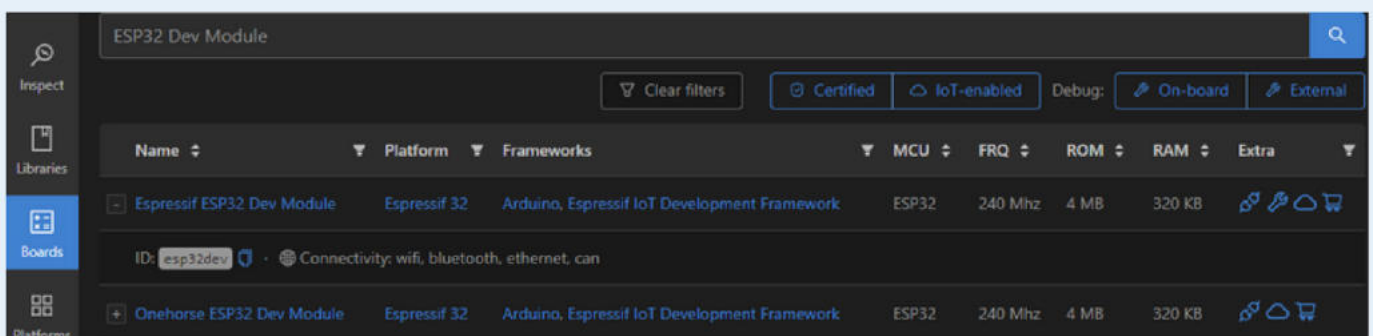 ESP32 Dev Module
Inspect
Clear filters Certified IoT-enabled Debug: On-board External
Libraries
Name Platform Frameworks MCU FRQ ROM RAM Extra
Espressif ESP32 Dev Module Espressif 32 Arduino, Espressif IoT Development Framework ESP32 240 Mhz 4 MB 320 KB
Boards
ID: esp32dev · Connectivity: wifi, bluetooth, ethernet, can
Onehorse ESP32 Dev Module Espressif 32 Arduino, Espressif IoT Development Framework ESP32 240 Mhz 4 MB 320 KB
Platforms